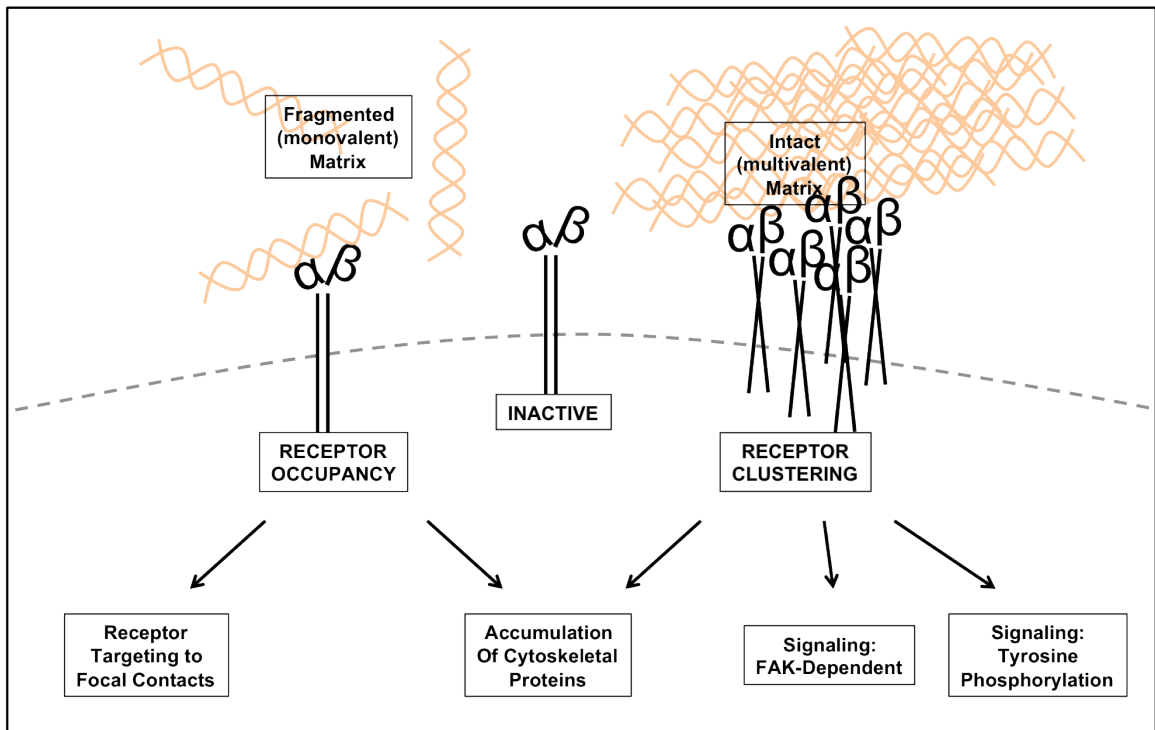 Fragmented
(monovalent)
Matrix
Intact
(multivalent)
Matrix
αβ
αβ
αβ
αβ
αβ
αβ
αβ
INACTIVE
RECEPTOR
OCCUPANCY
RECEPTOR
CLUSTERING
Receptor
Targeting to
Focal Contacts
Accumulation
Of Cytoskeletal
Proteins
Signaling:
FAK-Dependent
Signaling:
Tyrosine
Phosphorylation